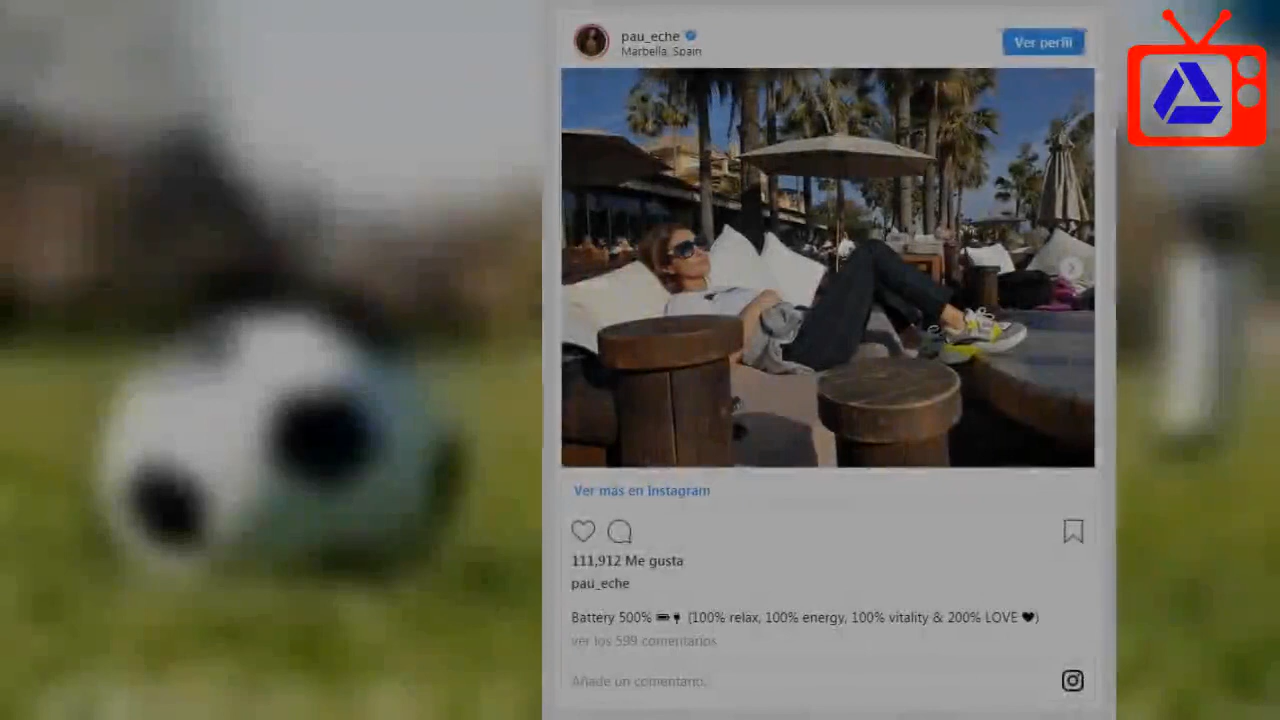 pau_eche
Marbella, Spain
Ver perfil
Ver más en Instagram
111,912 Me gusta
pau_eche
Battery 500% 🔋🔌 (100% relax, 100% energy, 100% vitality & 200% LOVE ♥)
ver los 599 comentarios
Añade un comentario.